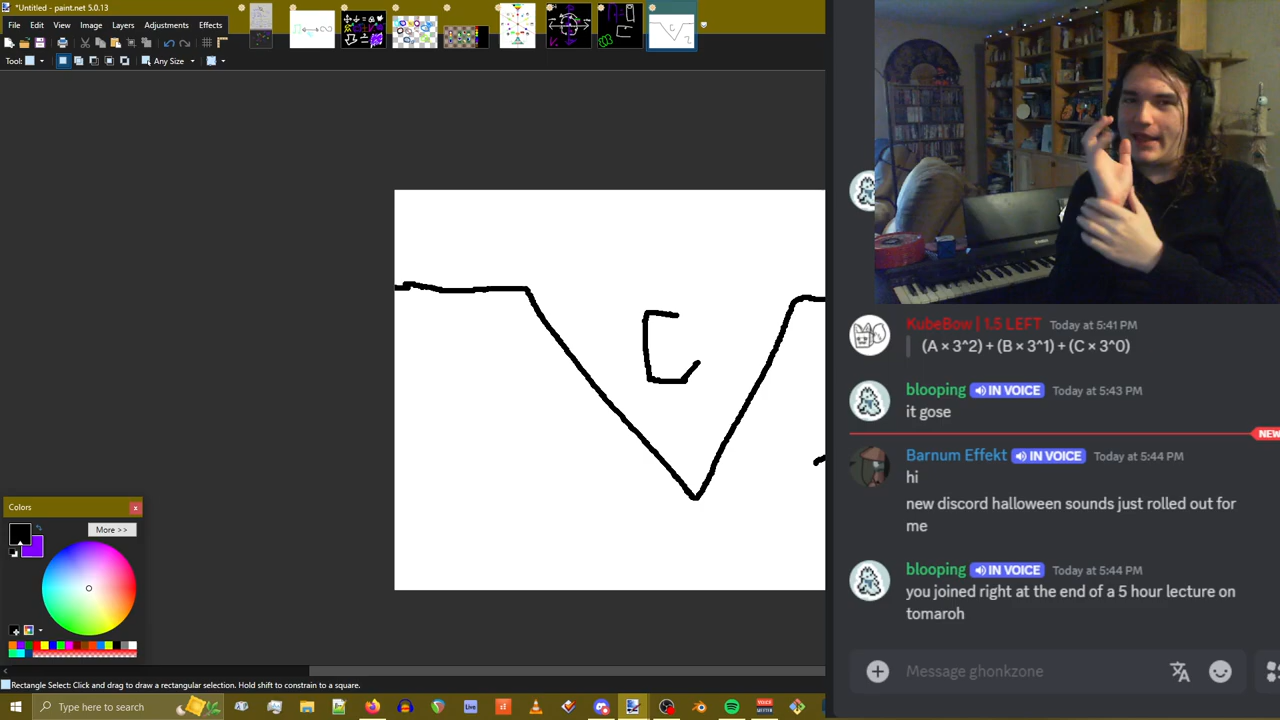 *Untitled - paint.net 5.0.13
File Edit View Image Layers Adjustments Effects
Tool:
Any Size
C
Colors
More >>
Rectangle Select: Click and drag to draw a rectangular selection. Hold shift to constrain to a square.
Type here to search
KubeBow | 1.5 LEFT Today at 5:41 PM
(A × 3^2) + (B × 3^1) + (C × 3^0)
blooping IN VOICE Today at 5:43 PM
it gose
NEW
Barnum Effekt IN VOICE Today at 5:44 PM
hi
new discord halloween sounds just rolled out for
me
blooping IN VOICE Today at 5:44 PM
you joined right at the end of a 5 hour lecture on
tomaroh
Message ghonkzone